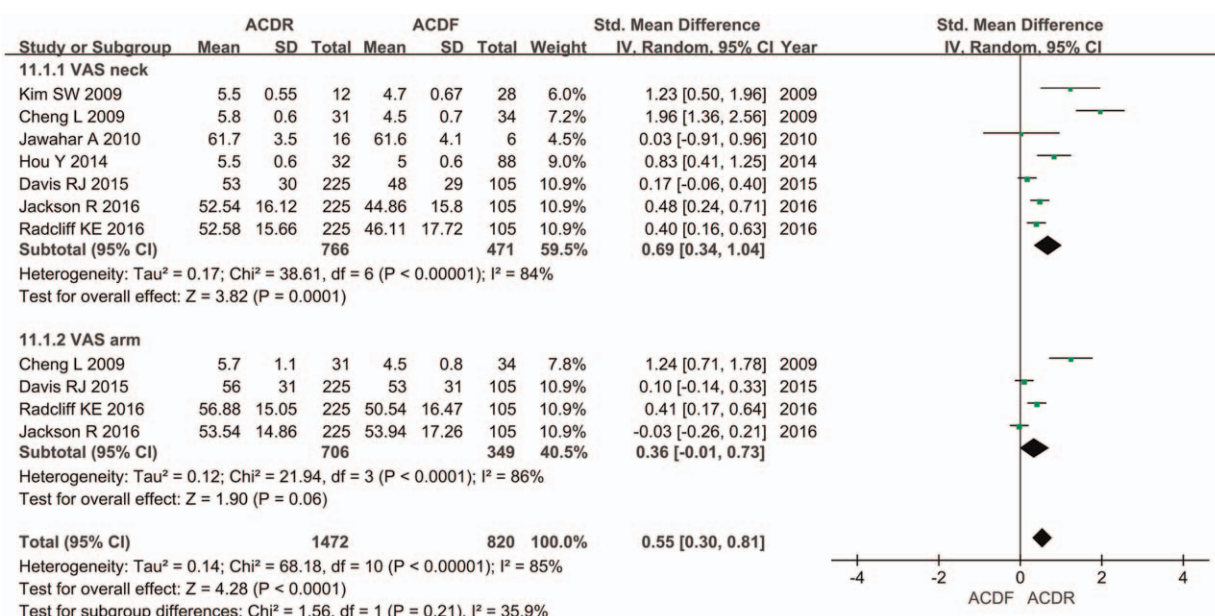 ACDR ACDF Std. Mean Difference Std. Mean Difference
Study or Subgroup Mean SD Total Mean SD Total Weight IV, Random, 95% CI Year IV, Random, 95% CI
11.1.1 VAS neck
Kim SW 2009 5.5 0.55 12 4.7 0.67 28 6.0% 1.23 [0.50, 1.96] 2009
Cheng L 2009 5.8 0.6 31 4.5 0.7 34 7.2% 1.96 [1.36, 2.56] 2009
Jawahar A 2010 61.7 3.5 16 61.6 4.1 6 4.5% 0.03 [-0.91, 0.96] 2010
Hou Y 2014 5.5 0.6 32 5 0.6 88 9.0% 0.83 [0.41, 1.25] 2014
Davis RJ 2015 53 30 225 48 29 105 10.9% 0.17 [-0.06, 0.40] 2015
Jackson R 2016 52.54 16.12 225 44.86 15.8 105 10.9% 0.48 [0.24, 0.71] 2016
Radcliff KE 2016 52.58 15.66 225 46.11 17.72 105 10.9% 0.40 [0.16, 0.63] 2016
Subtotal (95% CI) 766 471 59.5% 0.69 [0.34, 1.04]
Heterogeneity: Tau² = 0.17; Chi² = 38.61, df = 6 (P < 0.00001); I² = 84%
Test for overall effect: Z = 3.82 (P = 0.0001)
11.1.2 VAS arm
Cheng L 2009 5.7 1.1 31 4.5 0.8 34 7.8% 1.24 [0.71, 1.78] 2009
Davis RJ 2015 56 31 225 53 31 105 10.9% 0.10 [-0.14, 0.33] 2015
Radcliff KE 2016 56.88 15.05 225 50.54 16.47 105 10.9% 0.41 [0.17, 0.64] 2016
Jackson R 2016 53.54 14.86 225 53.94 17.26 105 10.9% -0.03 [-0.26, 0.21] 2016
Subtotal (95% CI) 706 349 40.5% 0.36 [-0.01, 0.73]
Heterogeneity: Tau² = 0.12; Chi² = 21.94, df = 3 (P < 0.0001); I² = 86%
Test for overall effect: Z = 1.90 (P = 0.06)
Total (95% CI) 1472 820 100.0% 0.55 [0.30, 0.81]
Heterogeneity: Tau² = 0.14; Chi² = 68.18, df = 10 (P < 0.00001); I² = 85%
Test for overall effect: Z = 4.28 (P < 0.0001)
Test for subgroup differences: Chi² = 1.56, df = 1 (P = 0.21), I² = 35.9%
-4 -2 0 2 4
ACDF ACDR